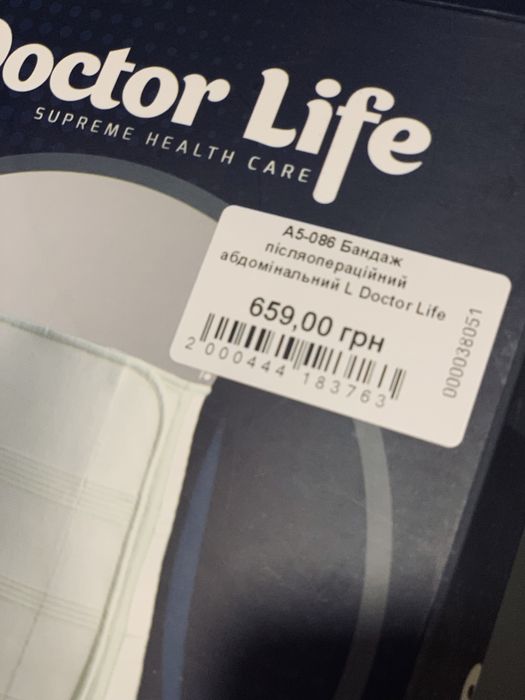 Doctor Life
SUPREME HEALTH CARE
A5-086 Бандаж
післяопераційний
абдомінальний L Doctor Life
659,00 грн
2 000444 183763
000038051